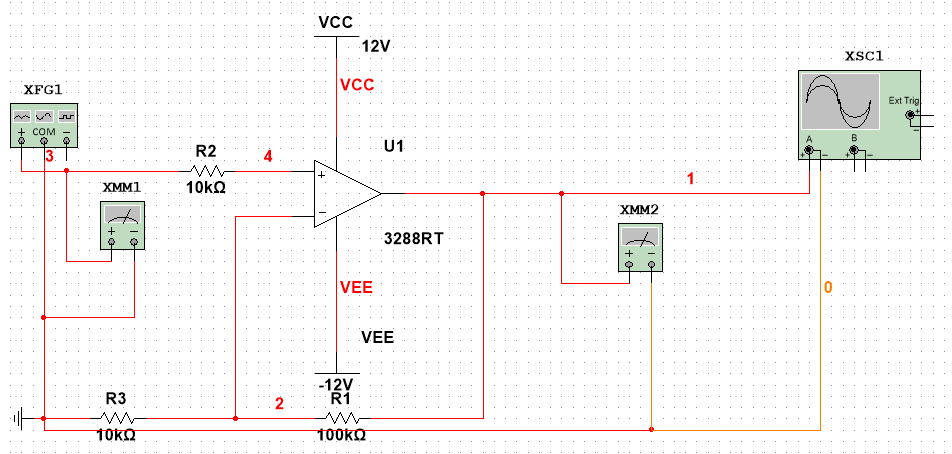 VCC
12V
VCC
XSC1
Ext Trig
+
−
A
B
+ −
+ −
XFG1
+ COM −
3
R2
4
10kΩ
U1
+
−
XMM1
+ −
1
3288RT
XMM2
+ −
VEE
0
VEE
-12V
R3
2
R1
10kΩ
100kΩ